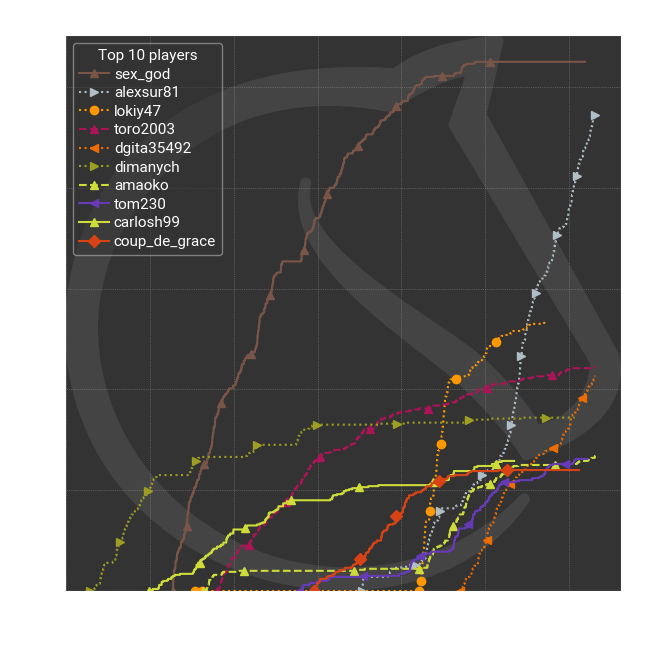 Top 10 players
sex_god
alexsur81
lokiy47
toro2003
dgita35492
dimanych
amaoko
tom230
carlosh99
coup_de_grace